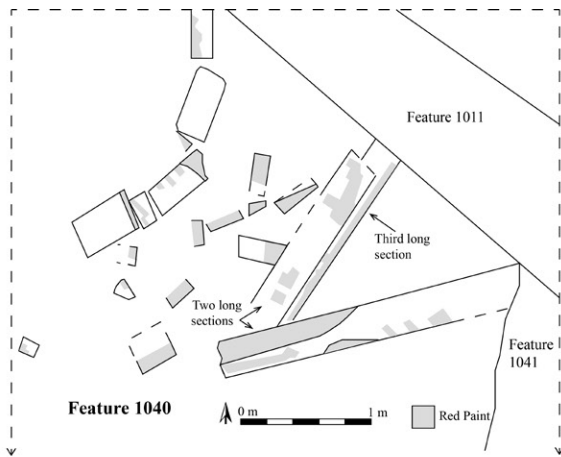 Feature 1011
Third long
section
Two long
sections
Feature
1041
Feature 1040
0 m
1 m
Red Paint